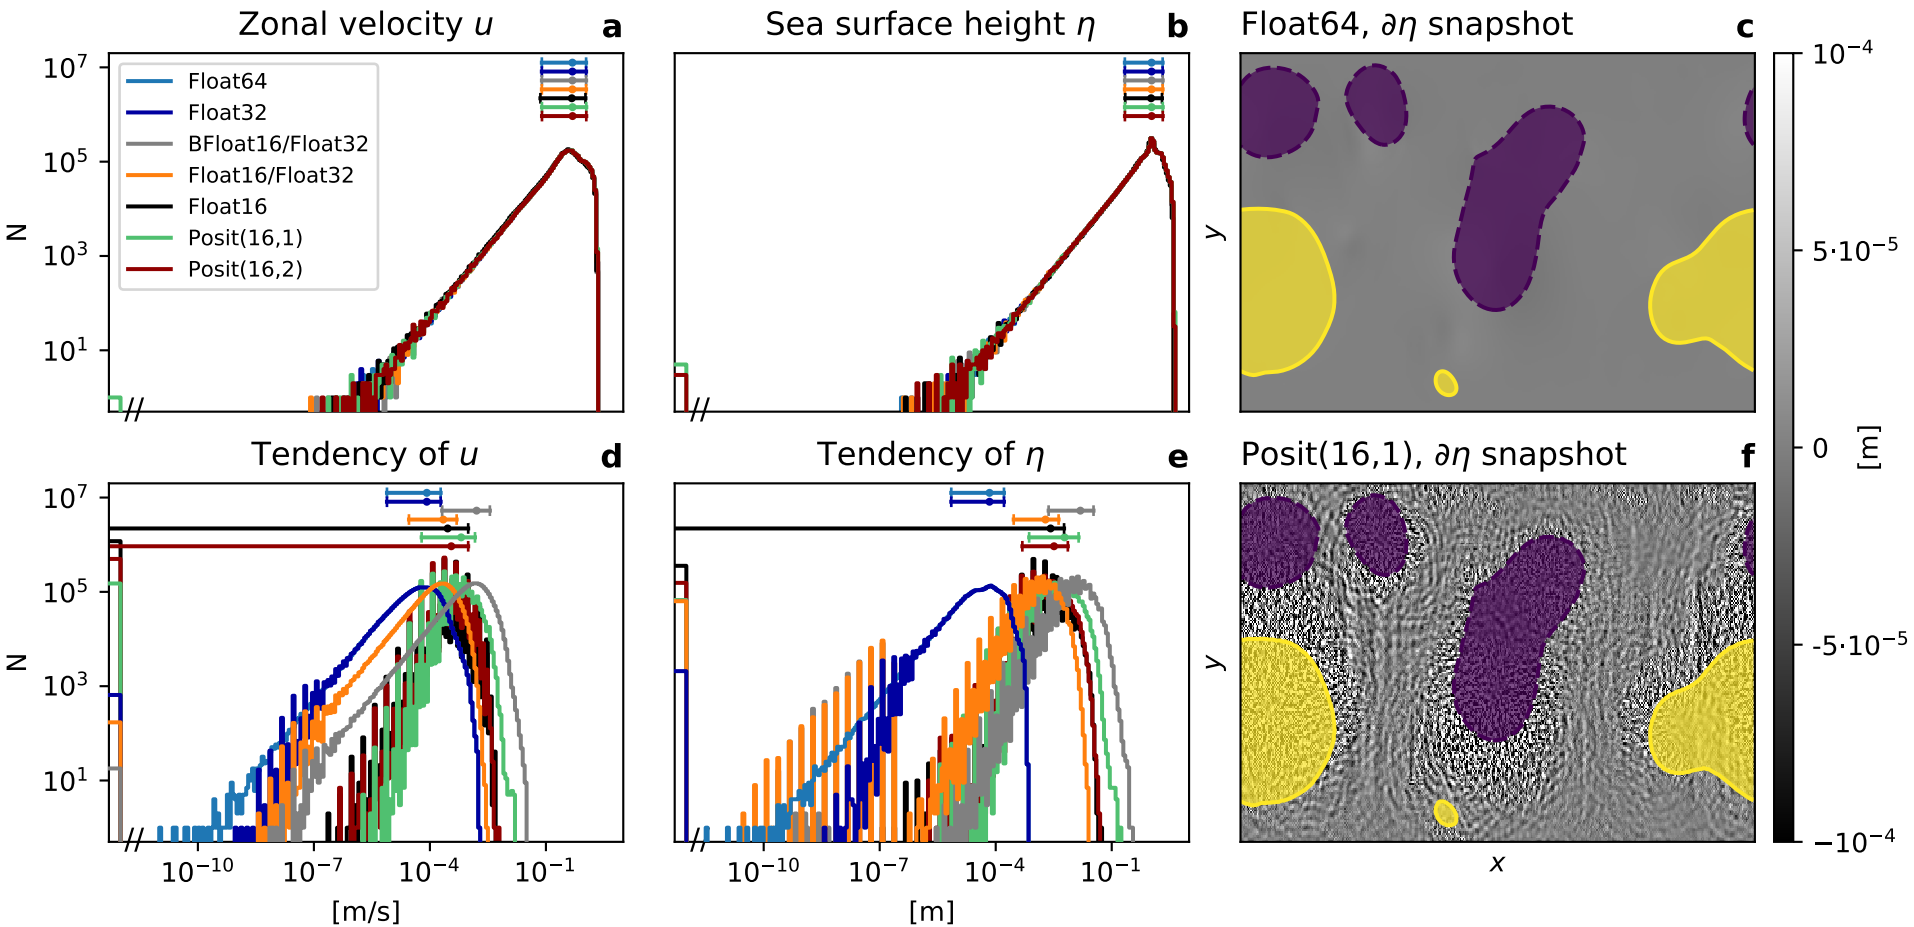 Zonal velocity u
a
Sea surface height η
b
Float64, ∂η snapshot
c
10⁷
10⁵
10³
10¹
N
Float64
Float32
BFloat16/Float32
Float16/Float32
Float16
Posit(16,1)
Posit(16,2)
//
//
y
10⁻⁴
5·10⁻⁵
0
-5·10⁻⁵
−10⁻⁴
[m]
Tendency of u
d
Tendency of η
e
Posit(16,1), ∂η snapshot
f
10⁷
10⁵
10³
10¹
N
//
10⁻¹⁰
10⁻⁷
10⁻⁴
10⁻¹
[m/s]
//
10⁻¹⁰
10⁻⁷
10⁻⁴
10⁻¹
[m]
y
x